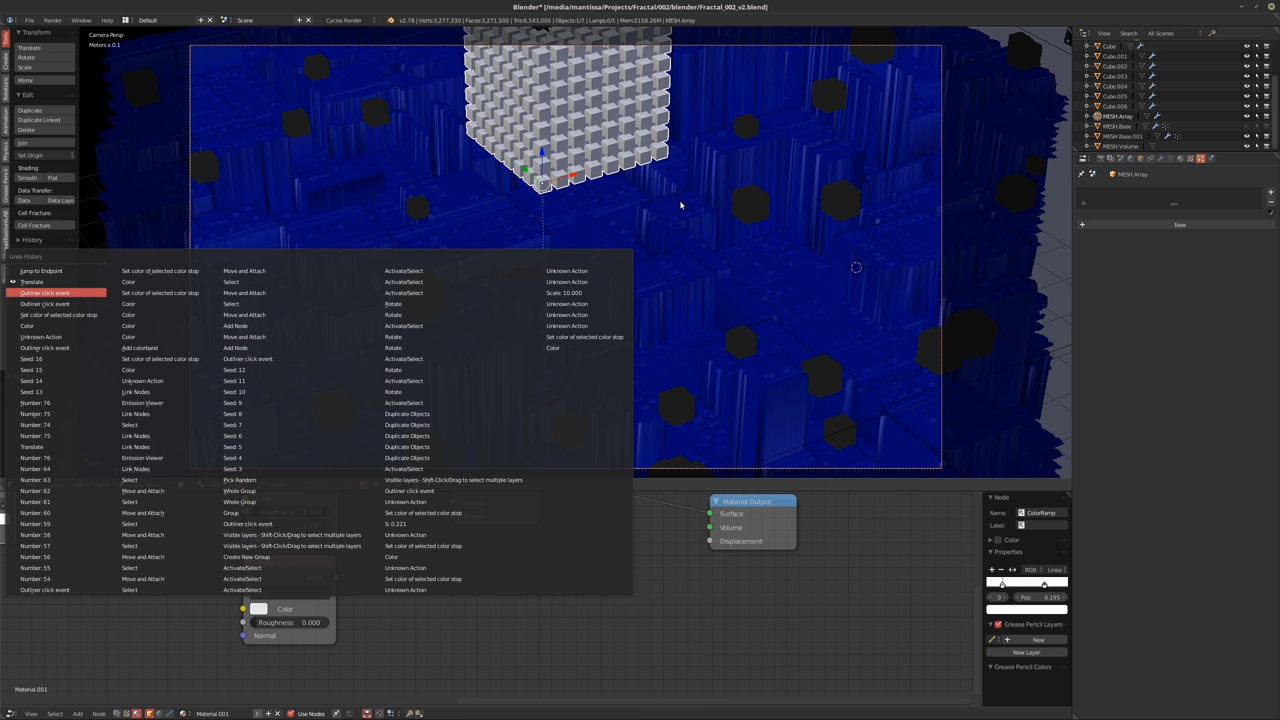 Blender* [/media/mantissa/Projects/Fractal/002/blender/Fractal_002_v2.blend]
File Render Window Help Default Scene Cycles Render v2.78 | Verts:3,277,330 | Faces:3,271,500 | Tris:6,543,000 | Objects:1/7 | Lamps:0/1 | Mem:2158.26M | MESH.Array
Transform
Translate
Rotate
Scale
Mirror
Edit
Duplicate
Duplicate Linked
Delete
Join
Set Origin
Shading:
Smooth Flat
Data Transfer:
Data Data Layo
Cell Fracture:
Cell Fracture
History
Tools
Create
Relations
Animation
Physics
Grease Pencil
Camera Persp
Meters x 0.1
Undo History
Jump to Endpoint
Translate
Outliner click event
Outliner click event
Set color of selected color stop
Color
Unknown Action
Outliner click event
Seed: 16
Seed: 15
Seed: 14
Seed: 13
Number: 76
Number: 75
Number: 74
Number: 75
Translate
Number: 76
Number: 64
Number: 63
Number: 62
Number: 61
Number: 60
Number: 59
Number: 58
Number: 57
Number: 56
Number: 55
Number: 54
Outliner click event
Set color of selected color stop
Color
Set color of selected color stop
Color
Color
Color
Color
Add colorband
Set color of selected color stop
Color
Unknown Action
Link Nodes
Emission Viewer
Link Nodes
Select
Link Nodes
Emission Viewer
Link Nodes
Select
Move and Attach
Select
Move and Attach
Select
Move and Attach
Select
Move and Attach
Select
Move and Attach
Select
Move and Attach
Select
Move and Attach
Select
Move and Attach
Add Node
Move and Attach
Add Node
Outliner click event
Seed: 12
Seed: 11
Seed: 10
Seed: 9
Seed: 8
Seed: 7
Seed: 6
Seed: 5
Seed: 4
Seed: 3
Pick Random
Whole Group
Whole Group
Group
Outliner click event
Visible layers - Shift-Click/Drag to select multiple layers
Visible layers - Shift-Click/Drag to select multiple layers
Create New Group
Activate/Select
Activate/Select
Activate/Select
Activate/Select
Activate/Select
Activate/Select
Rotate
Rotate
Activate/Select
Rotate
Rotate
Activate/Select
Rotate
Activate/Select
Rotate
Activate/Select
Duplicate Objects
Duplicate Objects
Duplicate Objects
Duplicate Objects
Duplicate Objects
Activate/Select
Visible layers - Shift-Click/Drag to select multiple layers
Outliner click event
Unknown Action
Set color of selected color stop
S: 0.221
Unknown Action
Set color of selected color stop
Color
Unknown Action
Set color of selected color stop
Unknown Action
Unknown Action
Unknown Action
Scale: 10.000
Unknown Action
Unknown Action
Unknown Action
Set color of selected color stop
Color
View Search All Scenes
Cube
Cube.001
Cube.002
Cube.004
Cube.005
Cube.006
MESH.Array
MESH.Base
MESH.Base.001
MESH.Volume
MESH.Array
New
Material Output
Surface
Volume
Displacement
Color
Roughness: 0.000
Normal
Material.001
Node
Name: ColorRamp
Label:
Color
Properties
RGB Linea
0 Pos: 0.195
Grease Pencil Layers
New
New Layer
Grease Pencil Colors
View Select Add Node Material.001 F Use Nodes